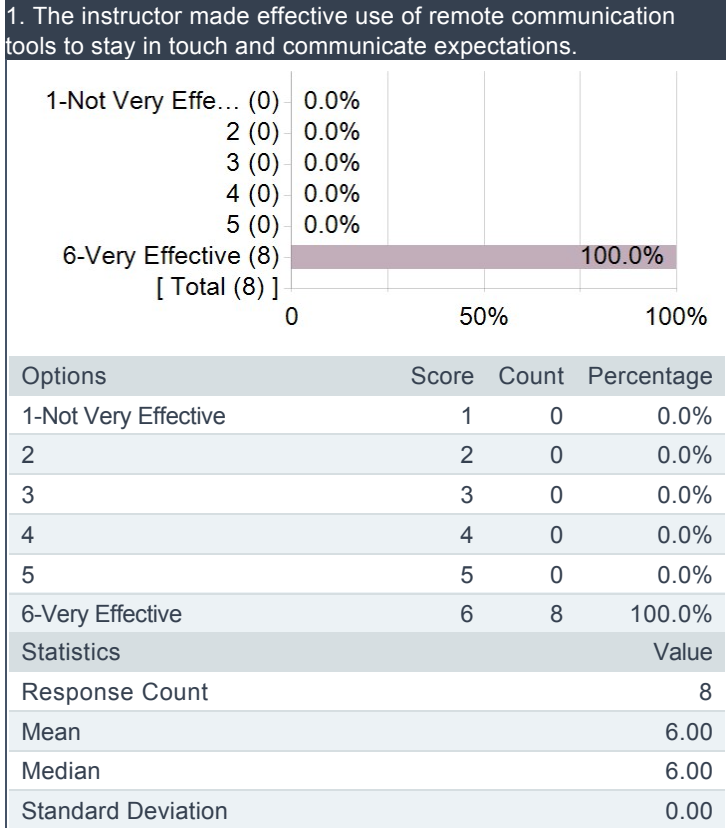 1. The instructor made effective use of remote communication
tools to stay in touch and communicate expectations.
1-Not Very Effe... (0) 0.0%
2 (0) 0.0%
3 (0) 0.0%
4 (0) 0.0%
5 (0) 0.0%
6-Very Effective (8) 100.0%
[ Total (8) ]
0 50% 100%
Options Score Count Percentage
1-Not Very Effective 1 0 0.0%
2 2 0 0.0%
3 3 0 0.0%
4 4 0 0.0%
5 5 0 0.0%
6-Very Effective 6 8 100.0%
Statistics Value
Response Count 8
Mean 6.00
Median 6.00
Standard Deviation 0.00